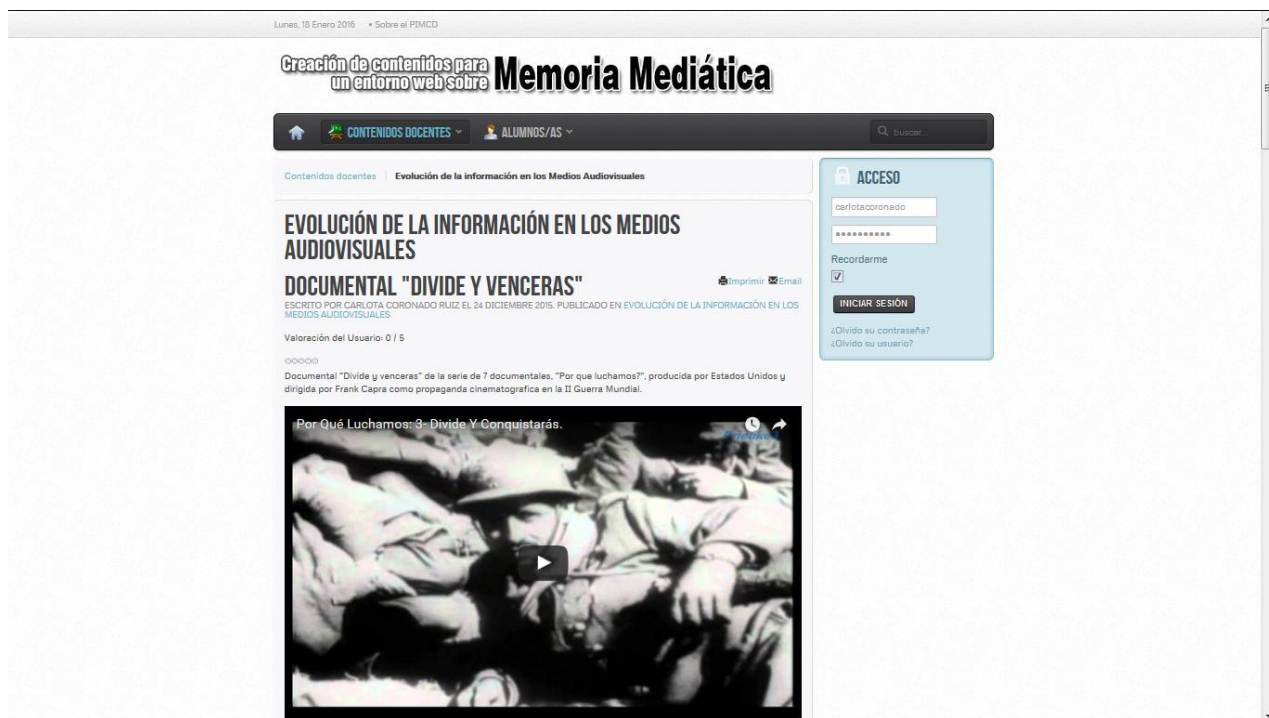 Lunes, 18 Enero 2016 • Sobre el PIMCD
Creación de contenidos para
un entorno web sobre
Memoria Mediática
CONTENIDOS DOCENTES
ALUMNOS/AS
buscar...
Contenidos docentes
Evolución de la información en los Medios Audiovisuales
EVOLUCIÓN DE LA INFORMACIÓN EN LOS MEDIOS
AUDIOVISUALES
DOCUMENTAL "DIVIDE Y VENCERAS"
Imprimir Email
ESCRITO POR CARLOTA CORONADO RUIZ EL 24 DICIEMBRE 2015. PUBLICADO EN EVOLUCIÓN DE LA INFORMACIÓN EN LOS
MEDIOS AUDIOVISUALES
Valoración del Usuario: 0 / 5
Documental "Divide y venceras" de la serie de 7 documentales, "Por que luchamos?", producida por Estados Unidos y
dirigida por Frank Capra como propaganda cinematografica en la II Guerra Mundial.
Por Qué Luchamos: 3- Divide Y Conquistarás.
ACCESO
carlotacoronado
••••••••••
Recordarme
INICIAR SESIÓN
¿Olvido su contraseña?
¿Olvido su usuario?